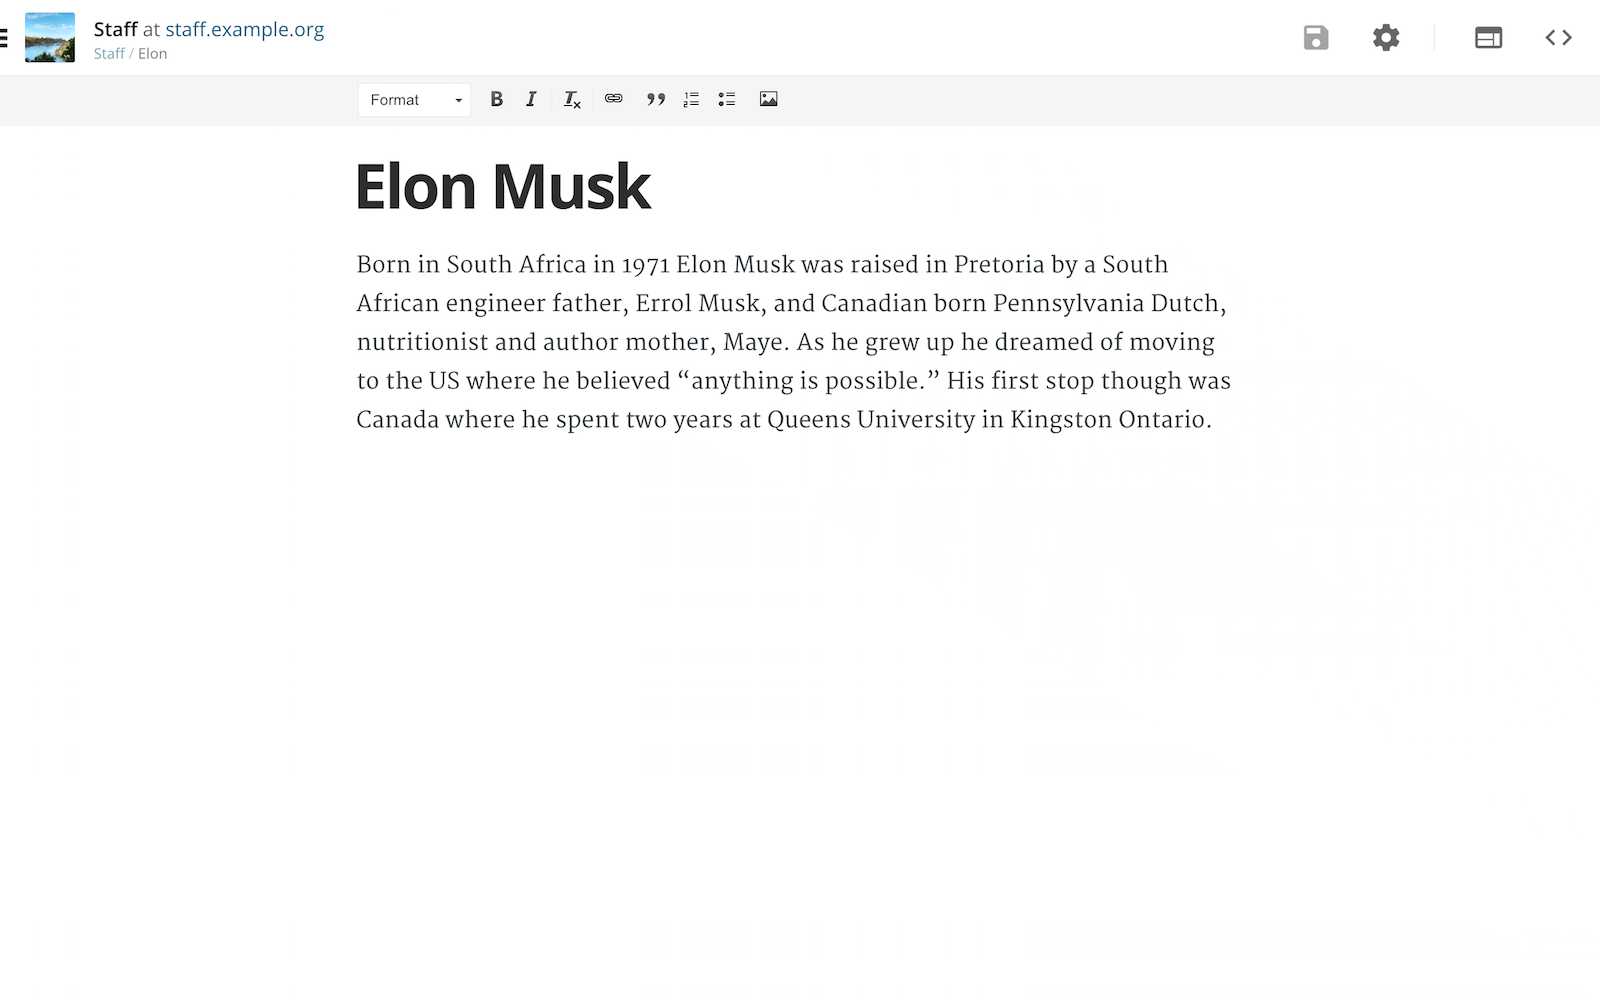 Staff at staff.example.org
Staff / Elon
Format
Elon Musk
Born in South Africa in 1971 Elon Musk was raised in Pretoria by a South
African engineer father, Errol Musk, and Canadian born Pennsylvania Dutch,
nutritionist and author mother, Maye. As he grew up he dreamed of moving
to the US where he believed “anything is possible.” His first stop though was
Canada where he spent two years at Queens University in Kingston Ontario.